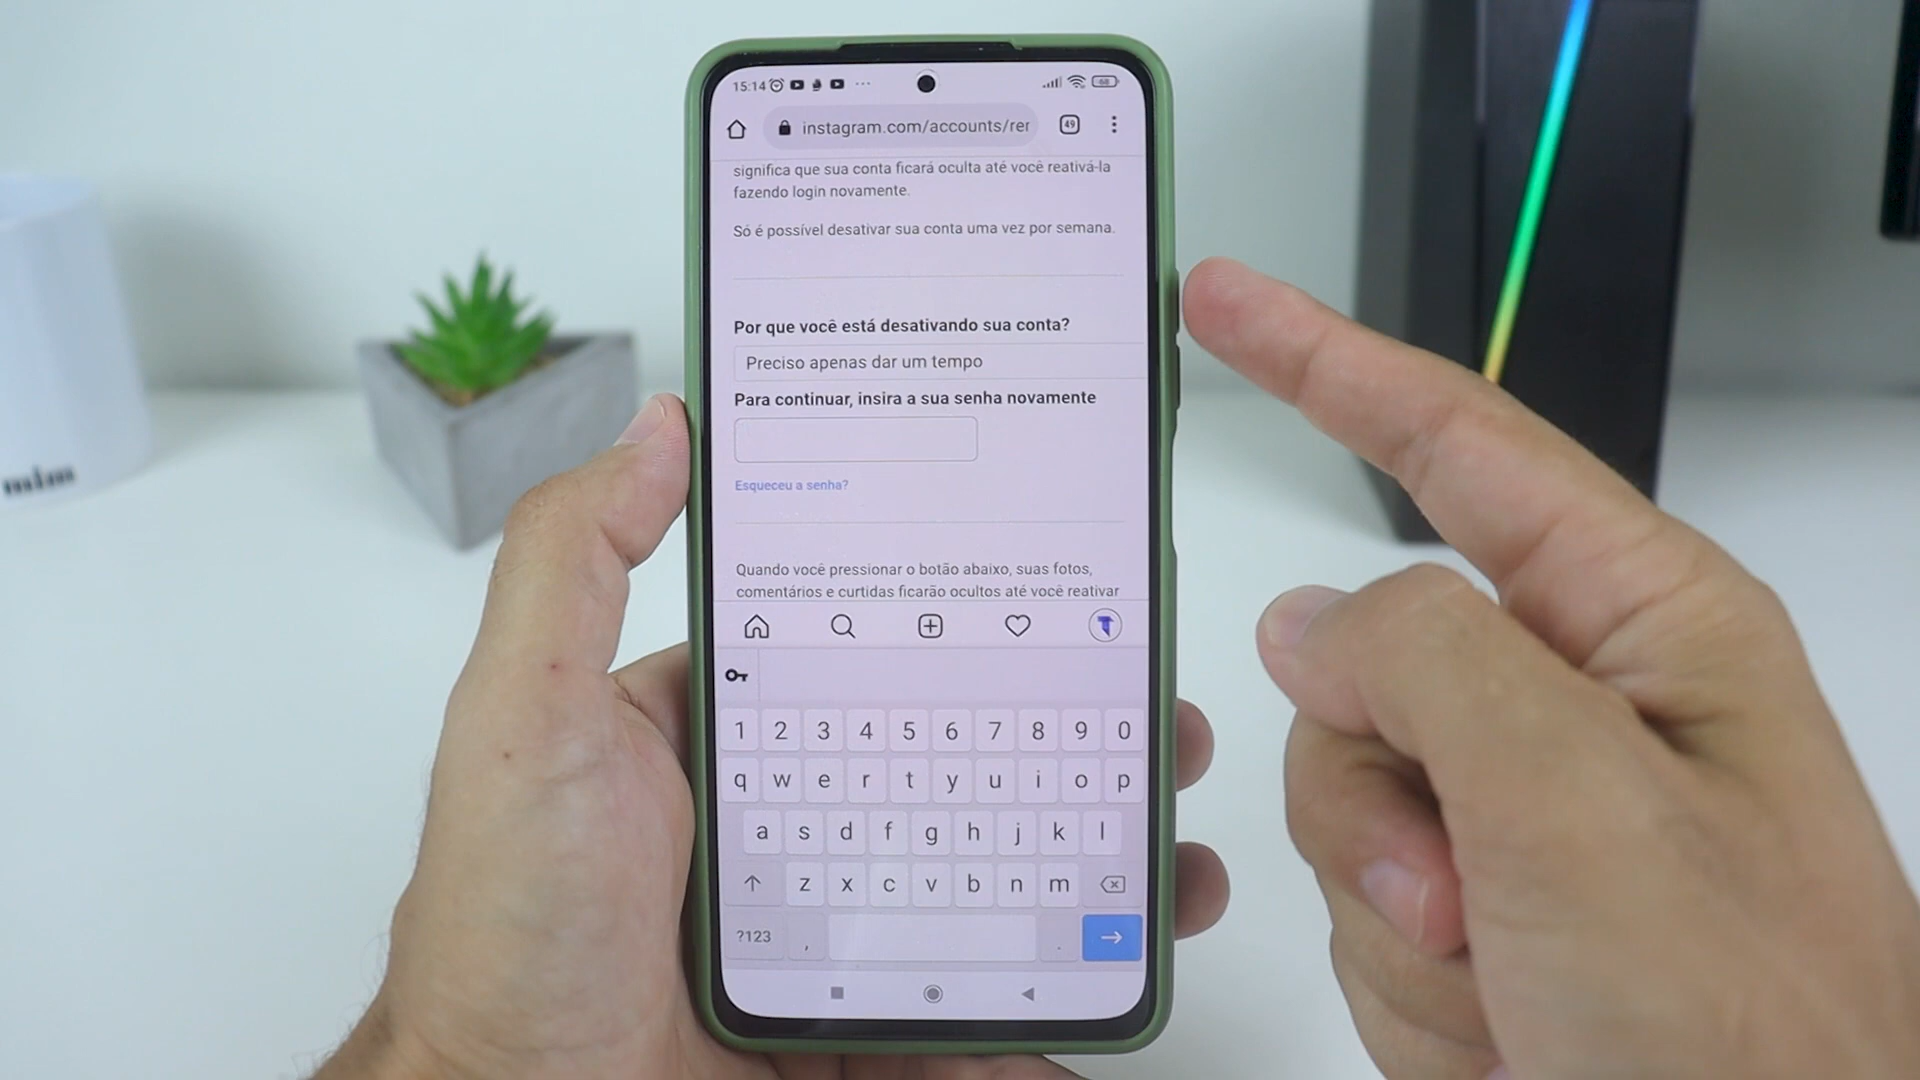 15:14
68
instagram.com/accounts/rer
49
significa que sua conta ficará oculta até você reativá-la
fazendo login novamente.
Só é possível desativar sua conta uma vez por semana.
Por que você está desativando sua conta?
Preciso apenas dar um tempo
Para continuar, insira a sua senha novamente
Esqueceu a senha?
Quando você pressionar o botão abaixo, suas fotos,
comentários e curtidas ficarão ocultos até você reativar
1 2 3 4 5 6 7 8 9 0
q w e r t y u i o p
a s d f g h j k l
z x c v b n m
?123 , .